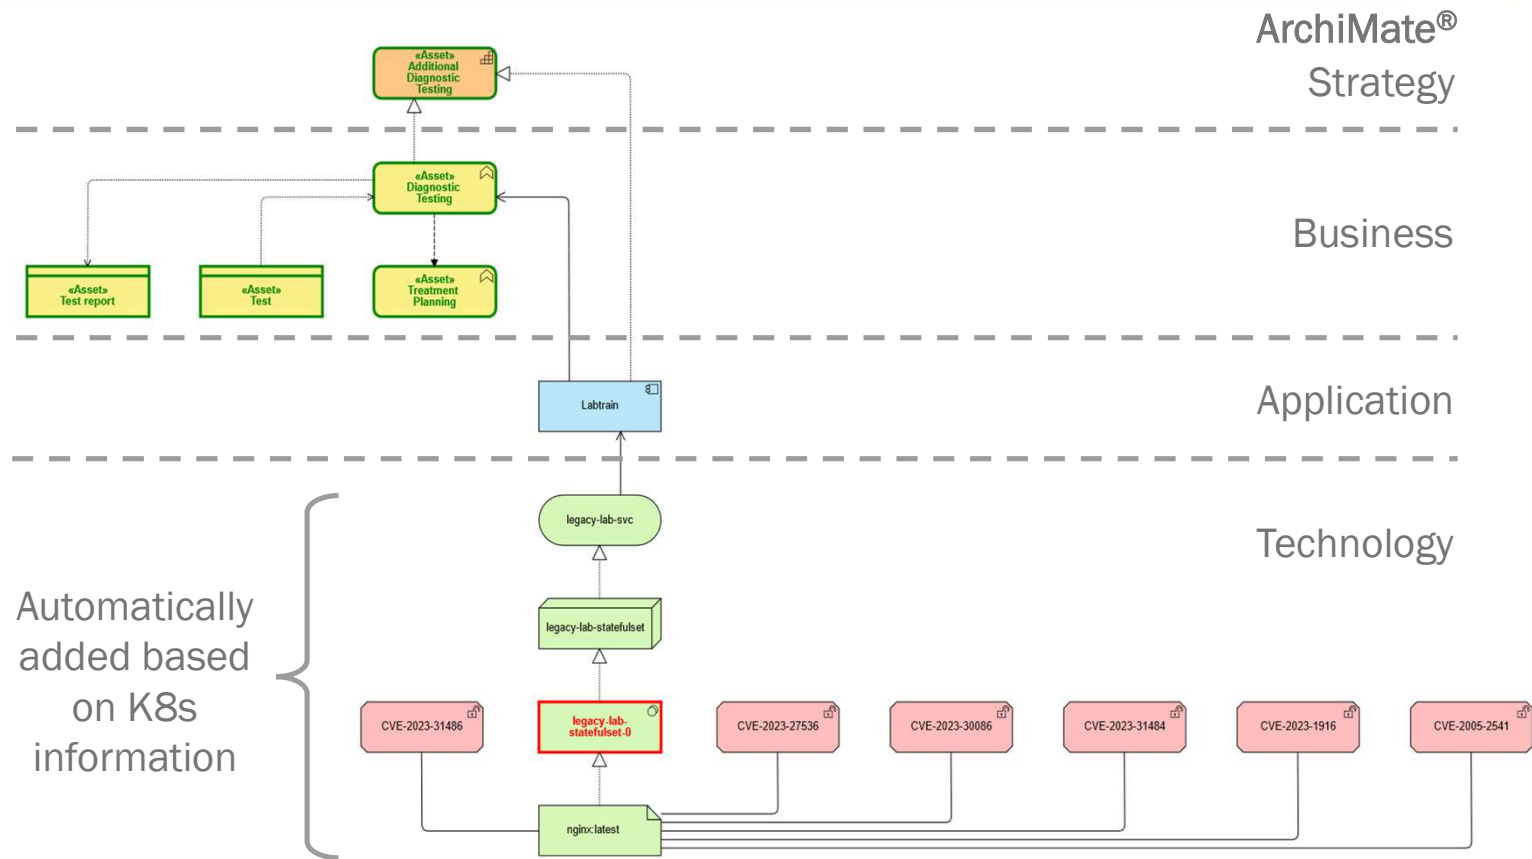 ArchiMate®
Strategy
«Asset»
Additional
Diagnostic
Testing
Business
«Asset»
Diagnostic
Testing
«Asset»
Test report
«Asset»
Test
«Asset»
Treatment
Planning
Application
Labtrain
Technology
legacy-lab-svc
Automatically
added based
on K8s
information
legacy-lab-statefulset
CVE-2023-31486
legacy-lab-
statefulset-0
CVE-2023-27536
CVE-2023-30086
CVE-2023-31484
CVE-2023-1916
CVE-2005-2541
nginx:latest